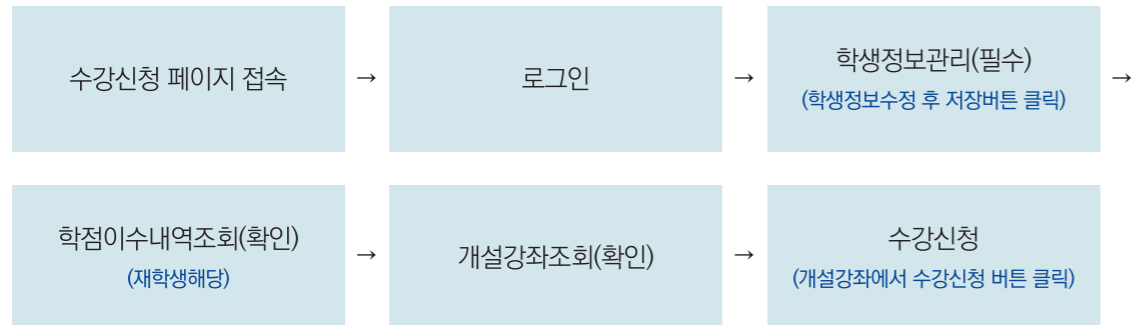 수강신청 페이지 접속
→
로그인
→
학생정보관리(필수)
(학생정보수정 후 저장버튼 클릭)
→
학점이수내역조회(확인)
(재학생해당)
→
개설강좌조회(확인)
→
수강신청
(개설강좌에서 수강신청 버튼 클릭)